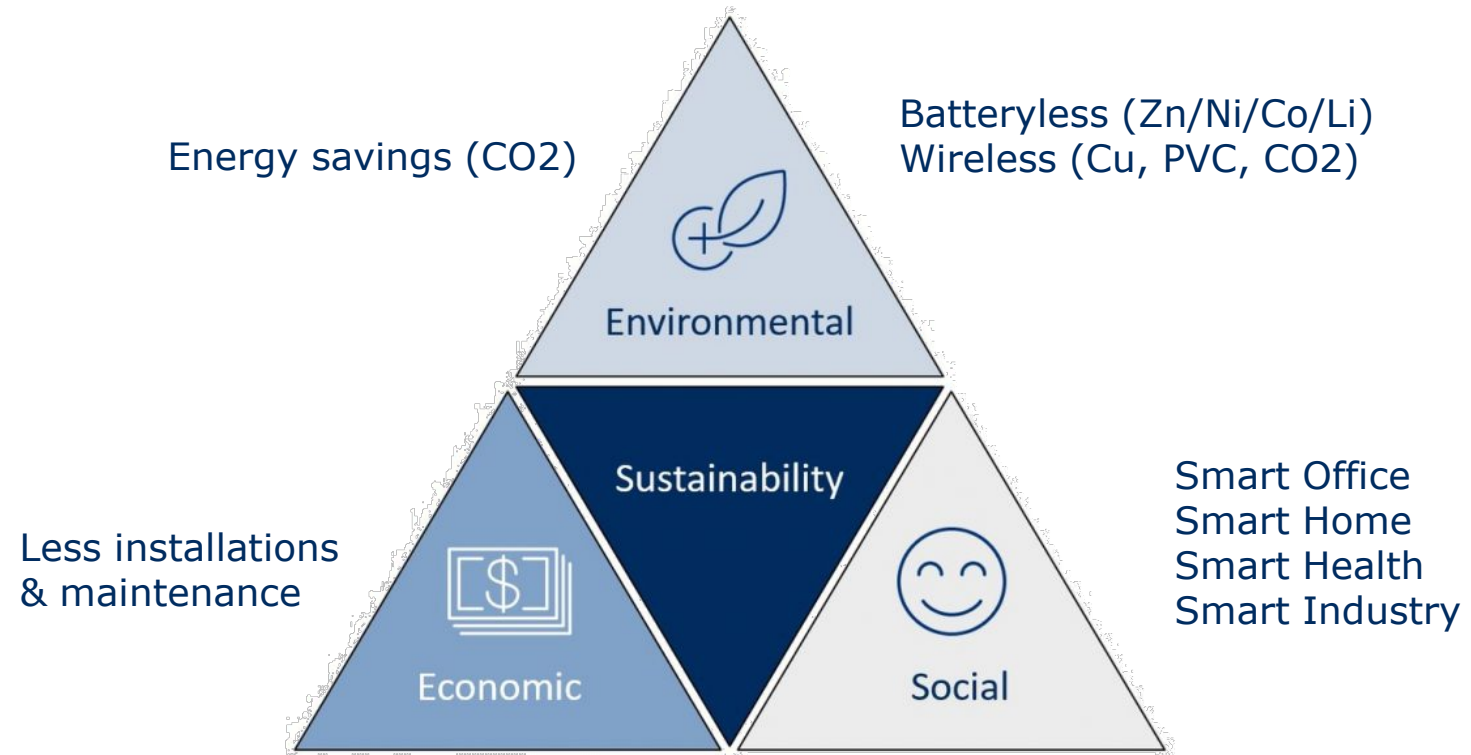 Batteryless (Zn/Ni/Co/Li)
Energy savings (CO2)
Wireless (Cu, PVC, CO2)
Environmental
Sustainability
Less installations
& maintenance
$
Economic
Social
Smart Office
Smart Home
Smart Health
Smart Industry